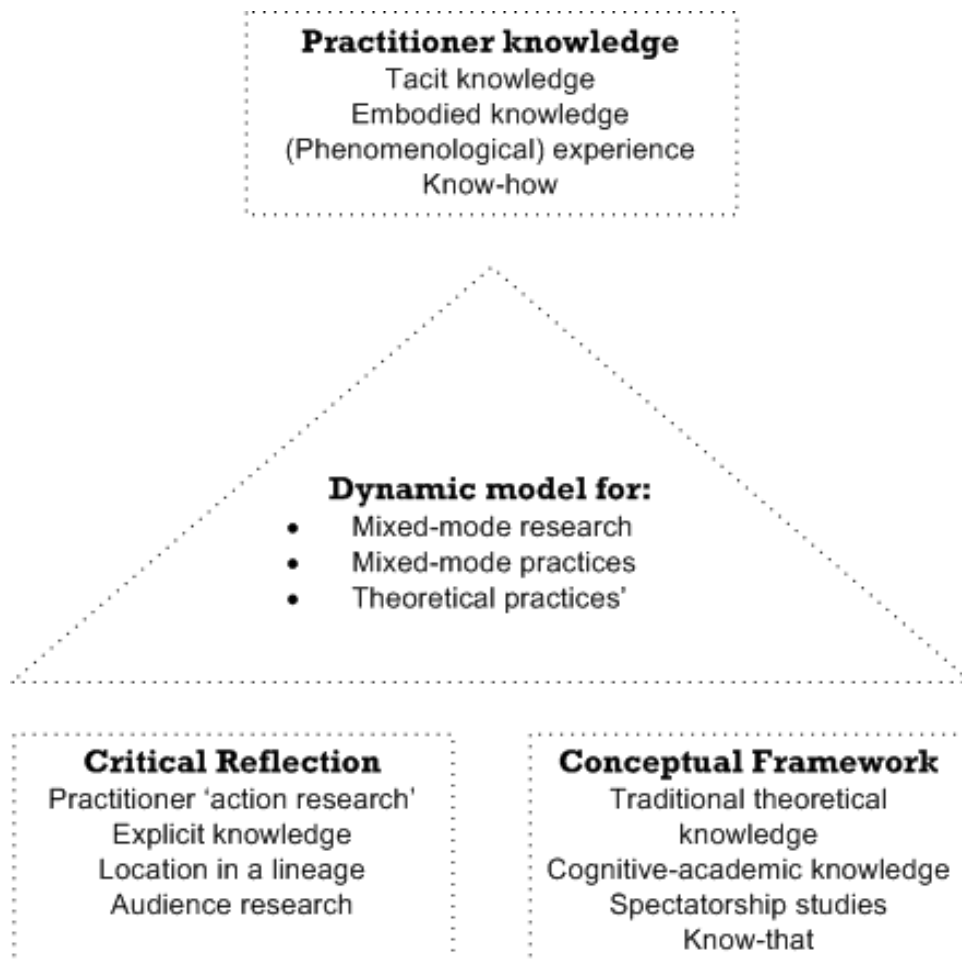 Practitioner knowledge
Tacit knowledge
Embodied knowledge
(Phenomenological) experience
Know-how
Dynamic model for:
• Mixed-mode research
• Mixed-mode practices
• Theoretical practices’
Critical Reflection
Practitioner ‘action research’
Explicit knowledge
Location in a lineage
Audience research
Conceptual Framework
Traditional theoretical
knowledge
Cognitive-academic knowledge
Spectatorship studies
Know-that